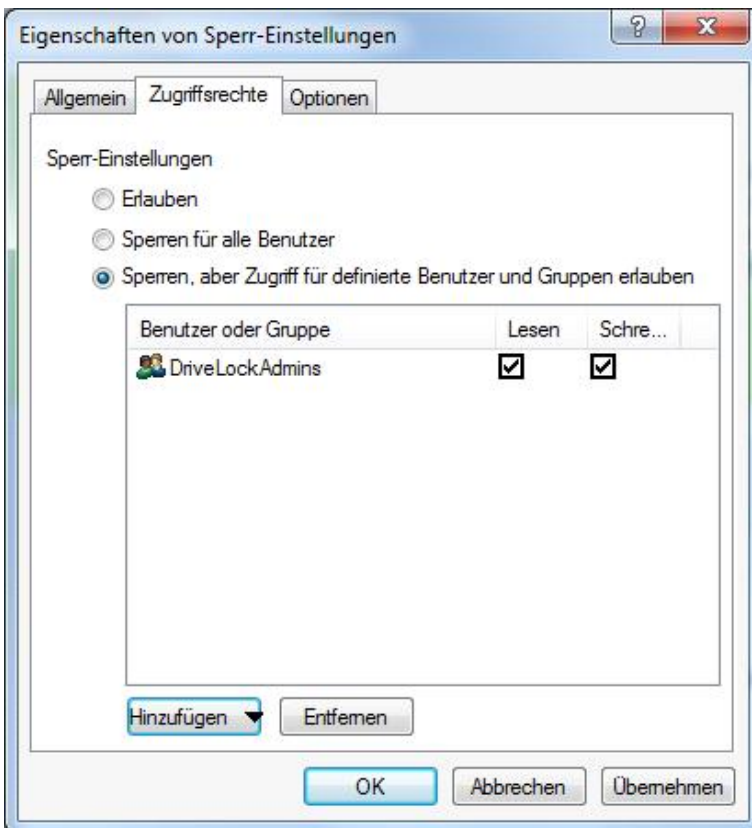 Eigenschaften von Sperr-Einstellungen
Allgemein Zugriffsrechte Optionen
Sperr-Einstellungen
Erlauben
Sperren für alle Benutzer
Sperren, aber Zugriff für definierte Benutzer und Gruppen erlauben
Benutzer oder Gruppe Lesen Schre...
DriveLockAdmins
Hinzufügen Entfernen
OK Abbrechen Übernehmen